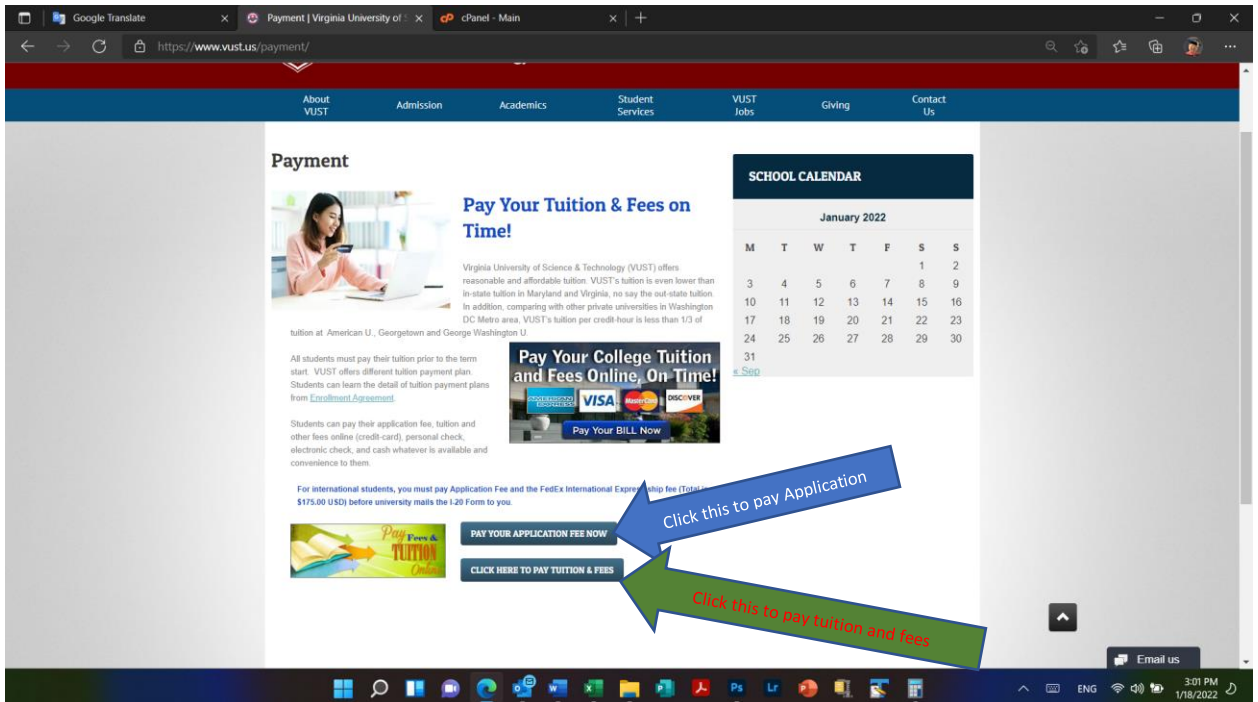 Google Translate
Payment | Virginia University of S
cPanel - Main
https://www.vust.us/payment/
About VUST
Admission
Academics
Student Services
VUST Jobs
Giving
Contact Us
Payment
Pay Your Tuition & Fees on
Time!
Virginia University of Science & Technology (VUST) offers
reasonable and affordable tuition. VUST's tuition is even lower than
in-state tuition in Maryland and Virginia, no say the out-state tuition.
In addition, comparing with other private universities in Washington
DC Metro area, VUST's tuition per credit-hour is less than 1/3 of
tuition at American U., Georgetown and George Washington U.
All students must pay their tuition prior to the term
start. VUST offers different tuition payment plan.
Students can learn the detail of tuition payment plans
from Enrollment Agreement.
Students can pay their application fee, tuition and
other fees online (credit-card), personal check,
electronic check, and cash whatever is available and
convenience to them.
Pay Your College Tuition
and Fees Online, On Time!
AMERICAN EXPRESS
VISA
MasterCard
DISCOVER
Pay Your BILL Now
For international students, you must pay Application Fee and the FedEx International Express ship fee (Total is
$175.00 USD) before university mails the I-20 Form to you.
Pay Fees &
TUITION
Online
PAY YOUR APPLICATION FEE NOW
CLICK HERE TO PAY TUITION & FEES
Click this to pay Application
Click this to pay tuition and fees
SCHOOL CALENDAR
January 2022
M T W T F S S
1 2
3 4 5 6 7 8 9
10 11 12 13 14 15 16
17 18 19 20 21 22 23
24 25 26 27 28 29 30
31
« Sep
Email us
Ps
Lr
ENG
3:01 PM
1/18/2022